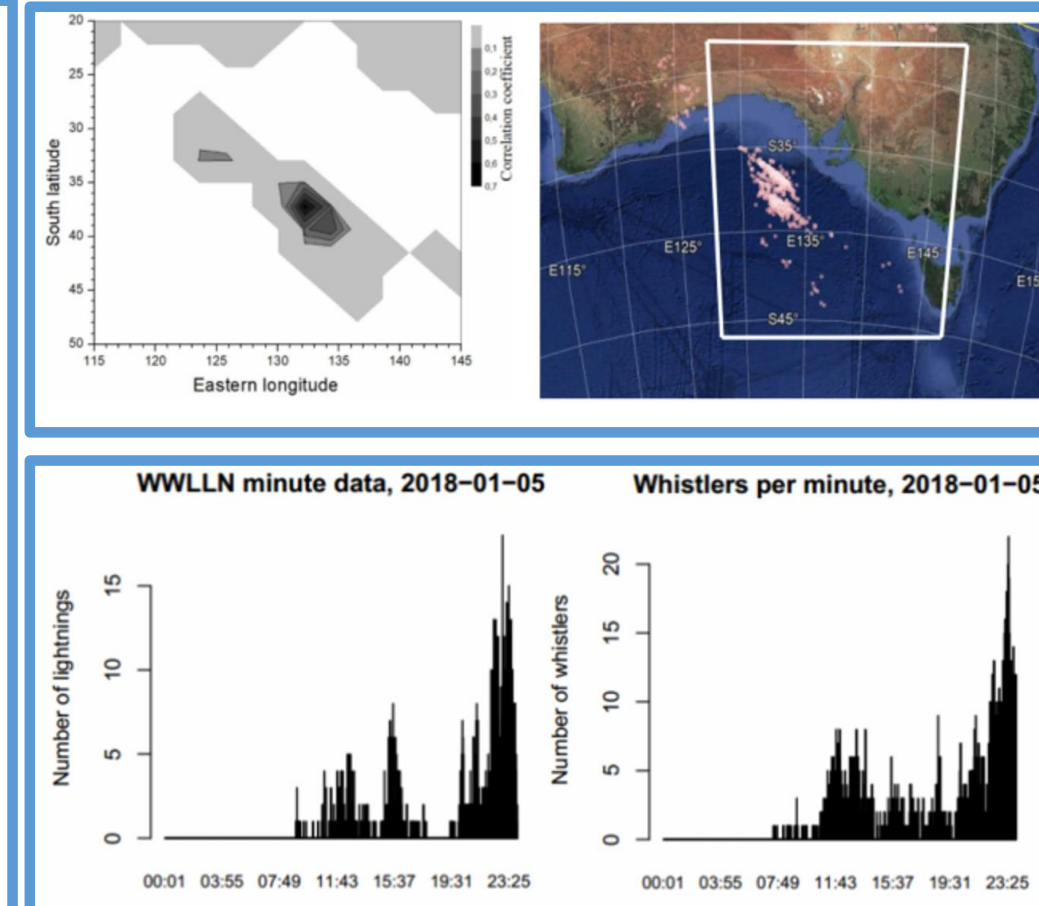 20
25
30
35
40
45
50
South latitude
115 120 125 130 135 140 145
Eastern longitude
0,1
0,2
0,3
0,4
0,5
0,6
0,7
Correlation coefficient
S35°
E125° E135° E145°
E115° E15
S45°
WWLLN minute data, 2018-01-05
Number of lightnings
15
10
5
0
00:01 03:55 07:49 11:43 15:37 19:31 23:25
Whistlers per minute, 2018-01-05
Number of whistlers
20
15
10
5
0
00:01 03:55 07:49 11:43 15:37 19:31 23:25